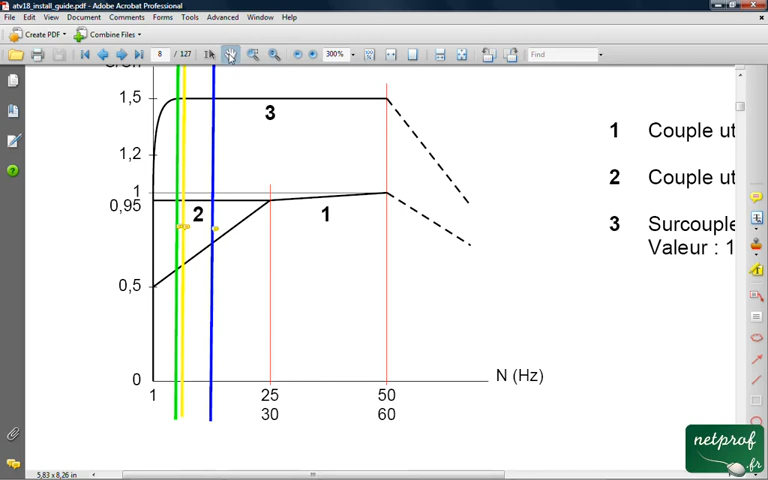 atv18_install_guide.pdf - Adobe Acrobat Professional
File Edit View Document Comments Forms Tools Advanced Window Help
Create PDF Combine Files
8 / 127 300% Find
1,5
3
1,2
1
0,95
2
1
0,5
0
N (Hz)
1 25 50
30 60
1 Couple ut
2 Couple ut
3 Surcouple
Valeur : 1
5,83 x 8,26 in
netprof
.fr